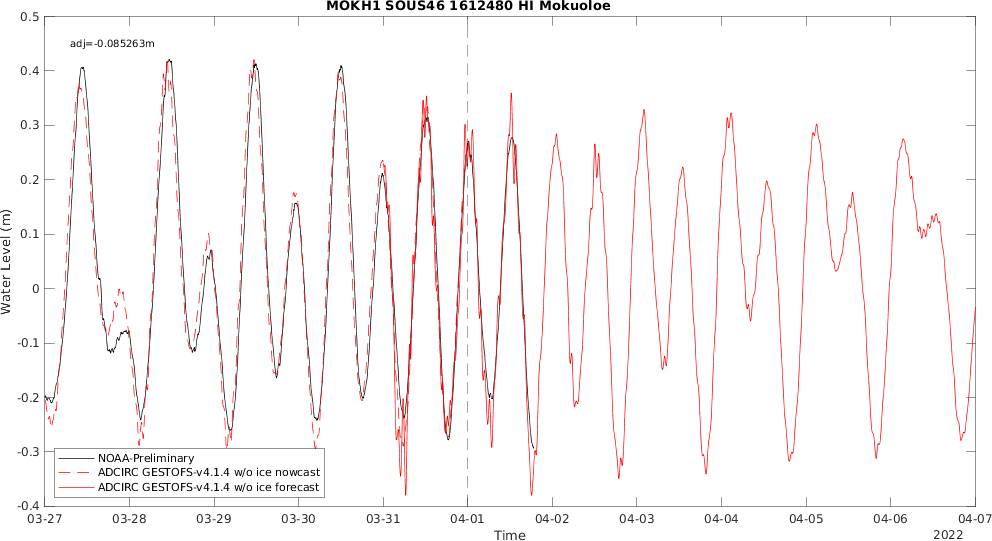 MOKH1 SOUS46 1612480 HI Mokuoloe
adj=-0.085263m
0.5
0.4
0.3
0.2
0.1
0
-0.1
-0.2
-0.3
-0.4
Water Level (m)
NOAA-Preliminary
ADCIRC GESTOFS-v4.1.4 w/o ice nowcast
ADCIRC GESTOFS-v4.1.4 w/o ice forecast
03-27 03-28 03-29 03-30 03-31 04-01 04-02 04-03 04-04 04-05 04-06 04-07
Time
2022